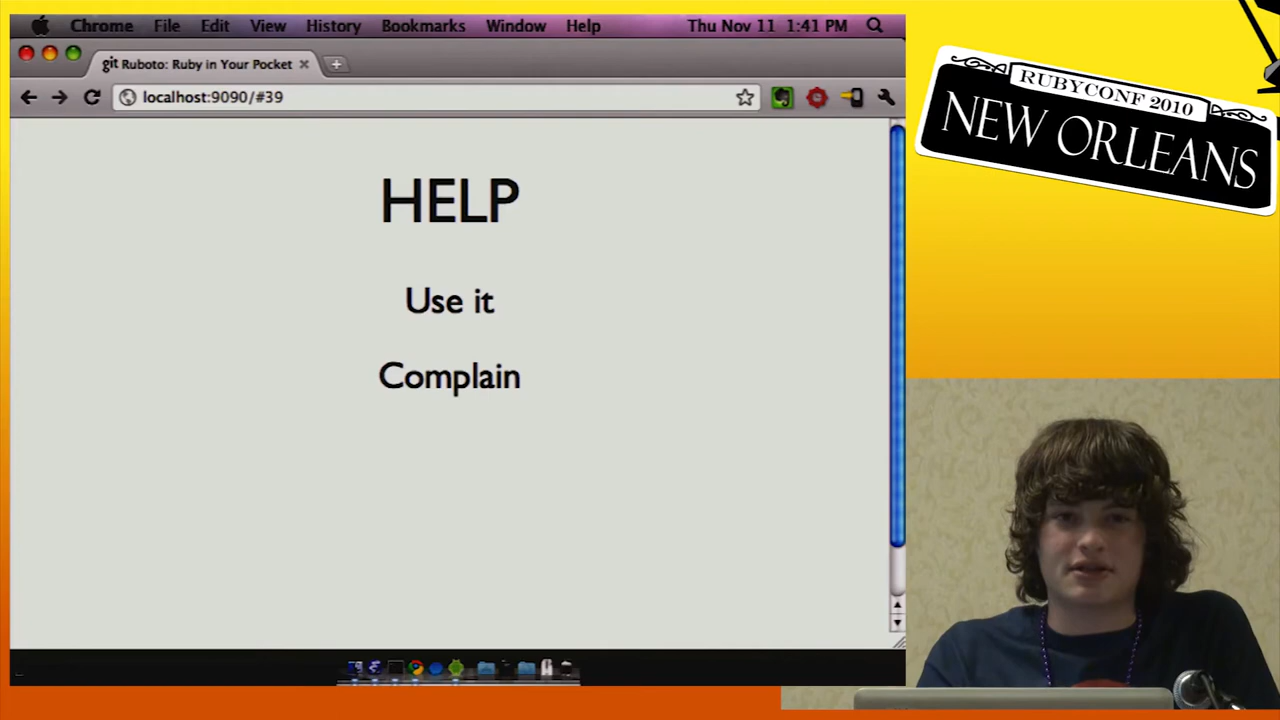 Chrome File Edit View History Bookmarks Window Help Thu Nov 11 1:41 PM
git Ruboto: Ruby in Your Pocket
localhost:9090/#39
HELP
Use it
Complain
RUBYCONF 2010
NEW ORLEANS